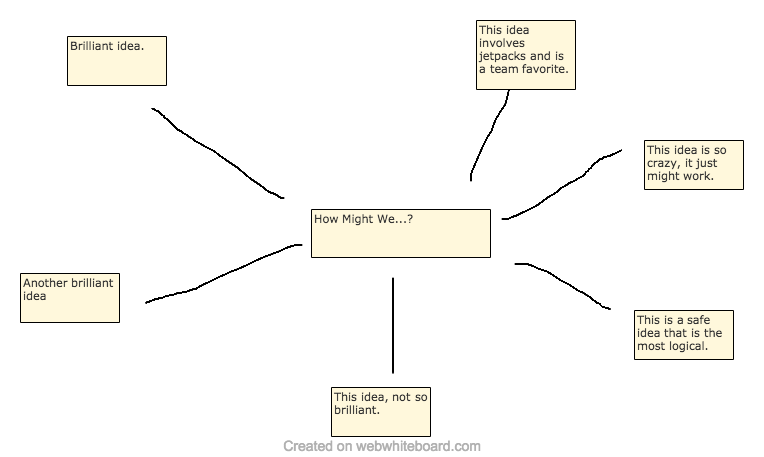 Brilliant idea.
This idea
involves
jetpacks and is
a team favorite.
This idea is so
crazy, it just
might work.
How Might We...?
Another brilliant
idea
This is a safe
idea that is the
most logical.
This idea, not so
brilliant.
Created on webwhiteboard.com